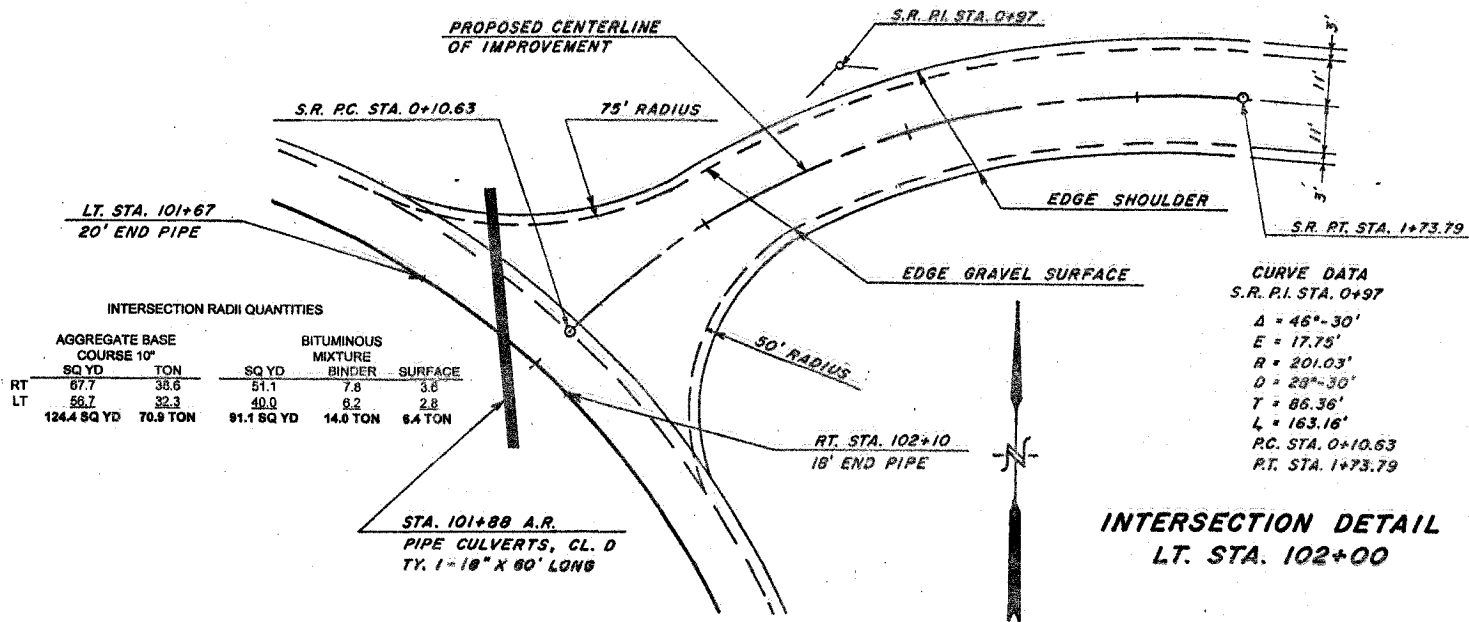 S.R. P.I. STA. 0+97
PROPOSED CENTERLINE
OF IMPROVEMENT
3'
11'
11'
3'
S.R. P.C. STA. 0+10.63
75' RADIUS
LT. STA. 101+67
20' END PIPE
EDGE SHOULDER
S.R. P.T. STA. 1+73.79
EDGE GRAVEL SURFACE
CURVE DATA
S.R. P.I. STA. 0+97
Δ = 46°-30'
E = 17.75'
R = 201.03'
D = 28°-30'
T = 86.36'
L = 163.16'
P.C. STA. 0+10.63
P.T. STA. 1+73.79
INTERSECTION RADII QUANTITIES
AGGREGATE BASE BITUMINOUS
COURSE 10" MIXTURE
SQ YD TON SQ YD BINDER SURFACE
RT 67.7 38.6 51.1 7.8 3.6
LT 56.7 32.3 40.0 6.2 2.8
124.4 SQ YD 70.9 TON 91.1 SQ YD 14.0 TON 6.4 TON
50' RADIUS
RT. STA. 102+10
18' END PIPE
N
STA. 101+88 A.R.
PIPE CULVERTS, CL. D
TY. 1-18" X 60' LONG
INTERSECTION DETAIL
LT. STA. 102+00